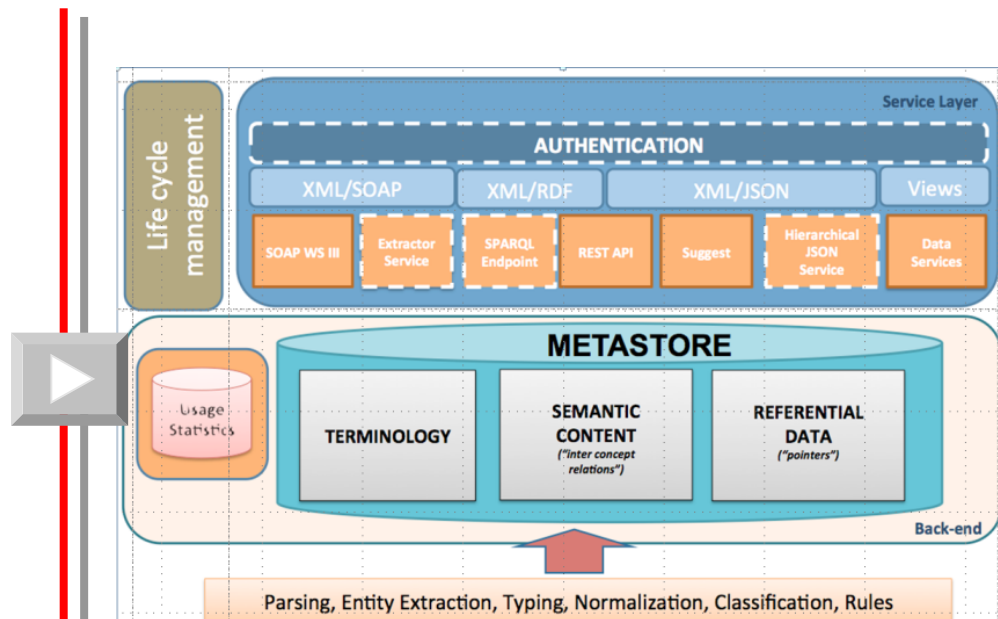 Service Layer
Life cycle
management
AUTHENTICATION
XML/SOAP
XML/RDF
XML/JSON
Views
SOAP WS III
Extractor
Service
SPARQL
Endpoint
REST API
Suggest
Hierarchical
JSON
Service
Data
Services
METASTORE
Usage
Statistics
TERMINOLOGY
SEMANTIC
CONTENT
("inter concept
relations")
REFERENTIAL
DATA
("pointers")
Back-end
Parsing, Entity Extraction, Typing, Normalization, Classification, Rules